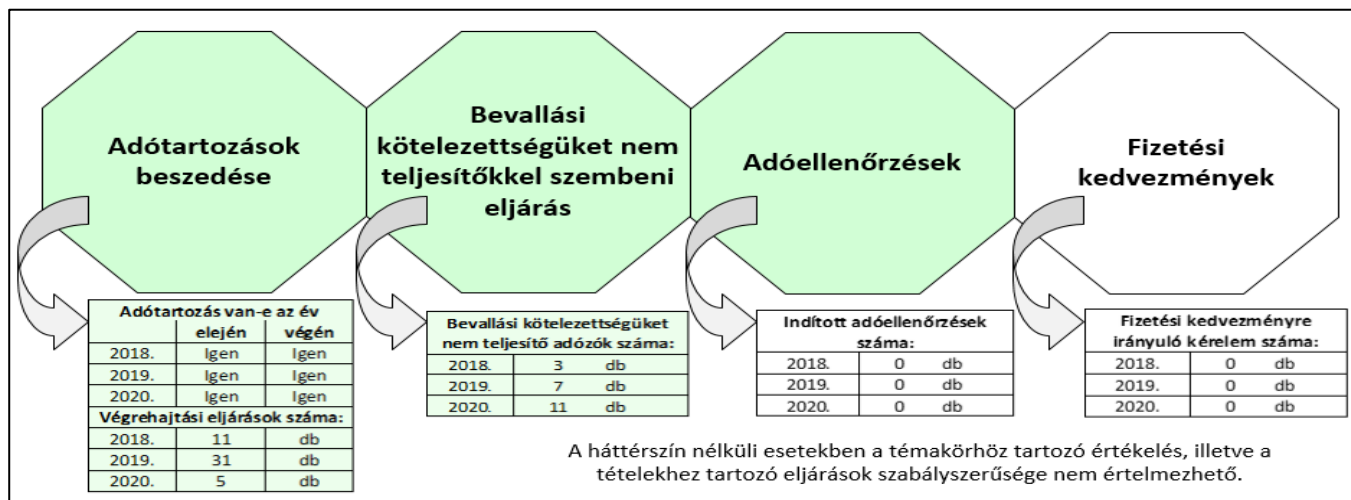 Adótartozások
beszedése
Bevallási
kötelezettségüket nem
teljesítőkkel szembeni
eljárás
Adóellenőrzések
Fizetési
kedvezmények
Adótartozás van-e az év
elején végén
2018. Igen Igen
2019. Igen Igen
2020. Igen Igen
Végrehajtási eljárások száma:
2018. 11 db
2019. 31 db
2020. 5 db
Bevallási kötelezettségüket
nem teljesítő adózók száma:
2018. 3 db
2019. 7 db
2020. 11 db
Indított adóellenőrzések
száma:
2018. 0 db
2019. 0 db
2020. 0 db
Fizetési kedvezményre
irányuló kérelem száma:
2018. 0 db
2019. 0 db
2020. 0 db
A háttérszín nélküli esetekben a témakörhöz tartozó értékelés, illetve a
tételekhez tartozó eljárások szabályszerűsége nem értelmezhető.